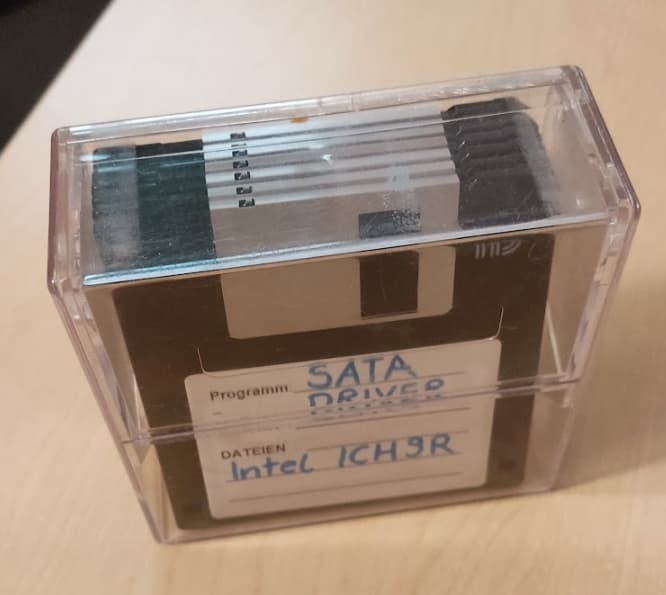 Programm SATA
DRIVER
DATEIEN
Intel ICH9R